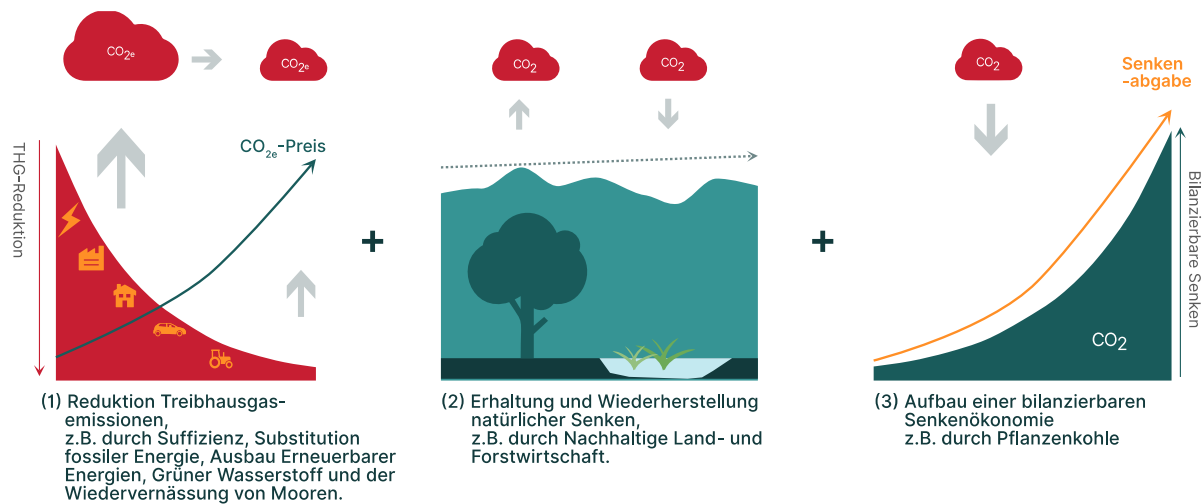 CO2e
CO2e
THG-Reduktion
CO2e-Preis
(1) Reduktion Treibhausgas-
emissionen,
z.B. durch Suffizienz, Substitution
fossiler Energie, Ausbau Erneuerbarer
Energien, Grüner Wasserstoff und der
Wiedervernässung von Mooren.
+
CO2
CO2
(2) Erhaltung und Wiederherstellung
natürlicher Senken,
z.B. durch Nachhaltige Land- und
Forstwirtschaft.
+
CO2
Senken
-abgabe
Bilanzierbare Senken
CO2
(3) Aufbau einer bilanzierbaren
Senkenökonomie
z.B. durch Pflanzenkohle